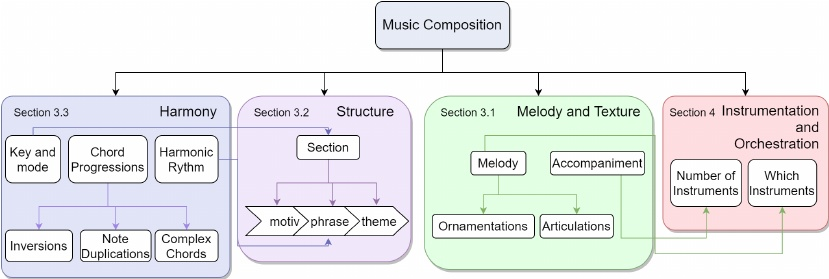 Music Composition
Section 3.3
Harmony
Key and
mode
Chord
Progressions
Harmonic
Rythm
Inversions
Note
Duplications
Complex
Chords
Section 3.2
Structure
Section
motiv
phrase
theme
Section 3.1
Melody and Texture
Melody
Accompaniment
Ornamentations
Articulations
Section 4
Instrumentation
and
Orchestration
Number of
Instruments
Which
Instruments